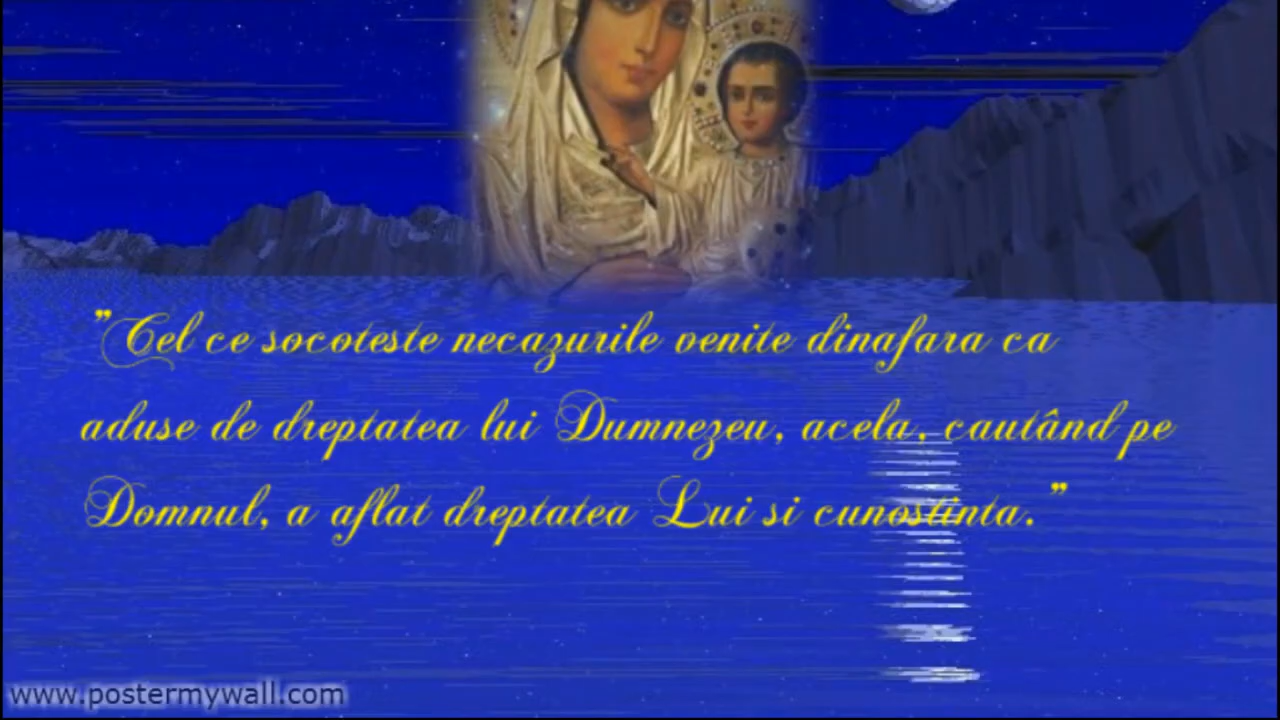 "Cel ce socoteste necazurile venite dinafara ca
aduse de dreptatea lui Dumnezeu, acela, cautând pe
Domnul, a aflat dreptatea Lui si cunostinta."
www.postermywall.com